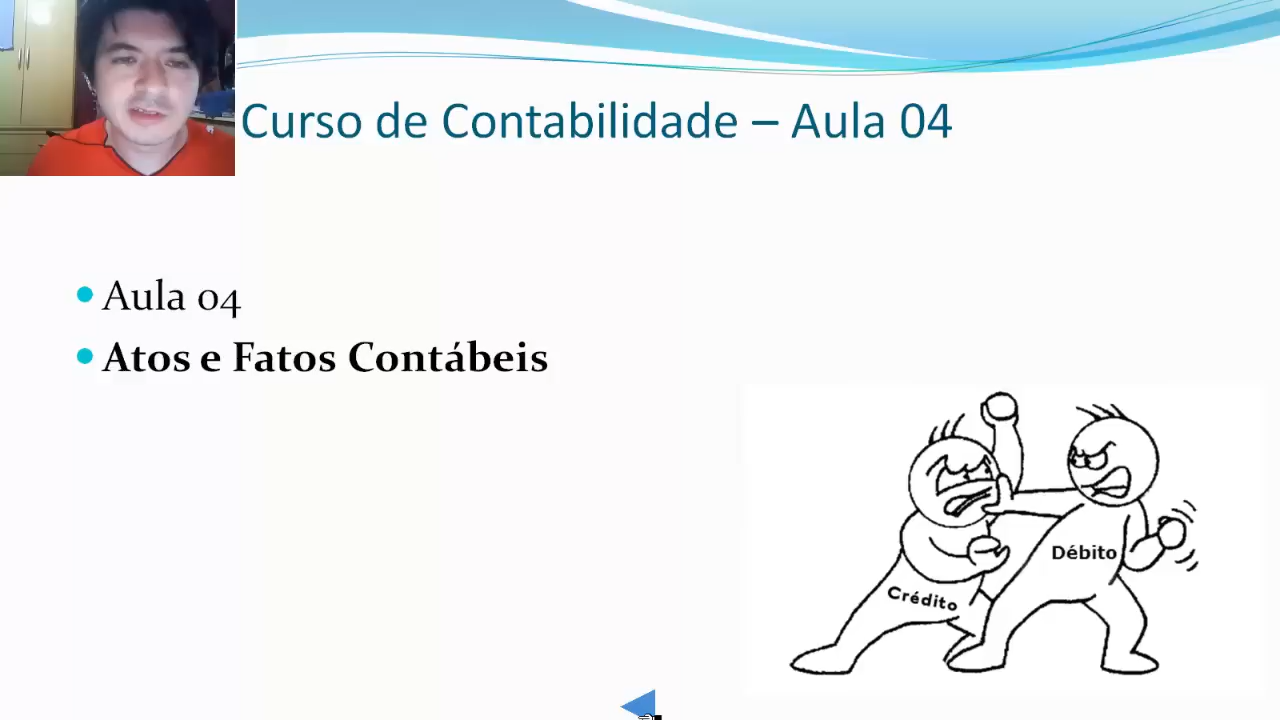 Curso de Contabilidade – Aula 04
Aula 04
Atos e Fatos Contábeis
Crédito
Débito